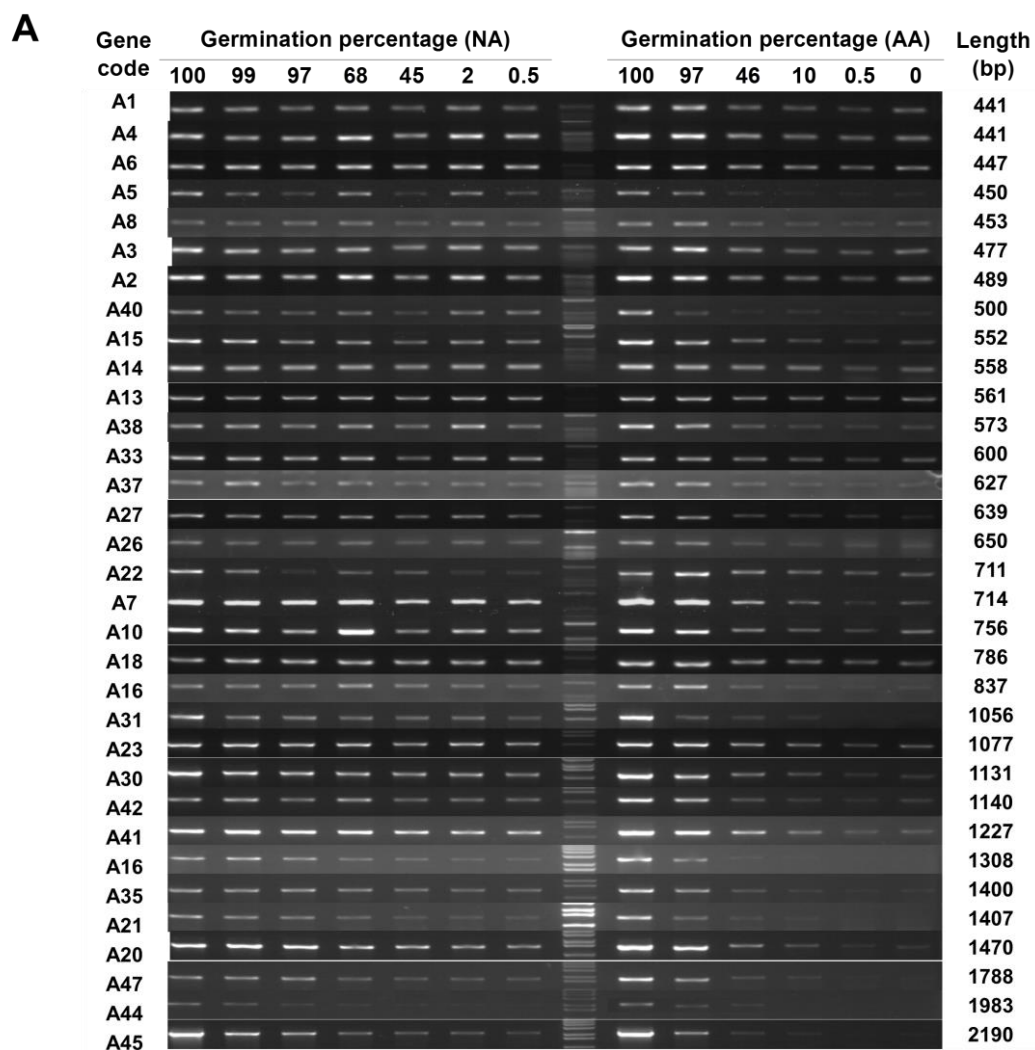 A
Gene code Germination percentage (NA) Germination percentage (AA) Length (bp)
100 99 97 68 45 2 0.5 100 97 46 10 0.5 0
A1 441
A4 441
A6 447
A5 450
A8 453
A3 477
A2 489
A40 500
A15 552
A14 558
A13 561
A38 573
A33 600
A37 627
A27 639
A26 650
A22 711
A7 714
A10 756
A18 786
A16 837
A31 1056
A23 1077
A30 1131
A42 1140
A41 1227
A16 1308
A35 1400
A21 1407
A20 1470
A47 1788
A44 1983
A45 2190